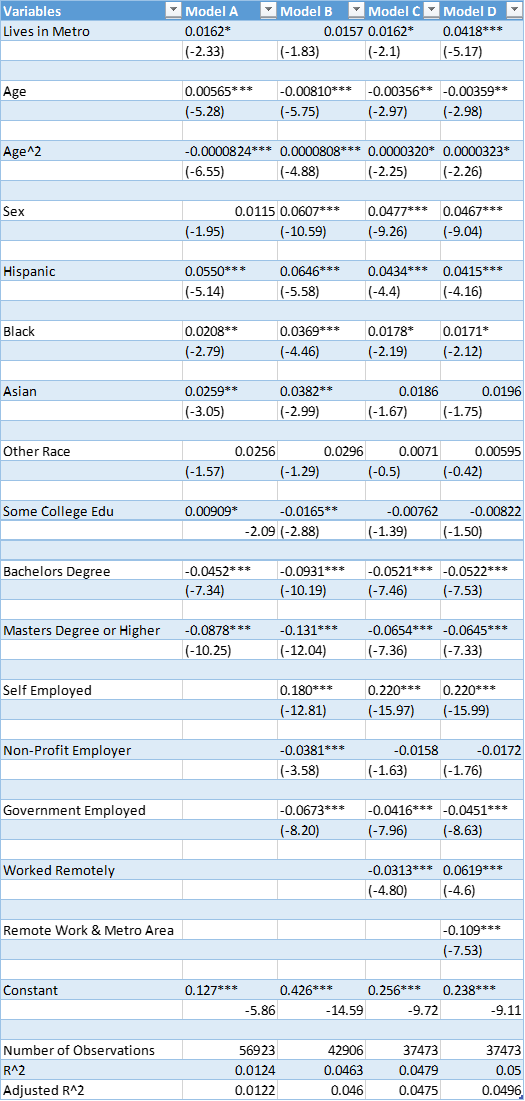 Variables Model A Model B Model C Model D
Lives in Metro 0.0162* 0.0157 0.0162* 0.0418***
(-2.33) (-1.83) (-2.1) (-5.17)
Age 0.00565*** -0.00810*** -0.00356** -0.00359**
(-5.28) (-5.75) (-2.97) (-2.98)
Age^2 -0.0000824*** 0.0000808*** 0.0000320* 0.0000323*
(-6.55) (-4.88) (-2.25) (-2.26)
Sex 0.0115 0.0607*** 0.0477*** 0.0467***
(-1.95) (-10.59) (-9.26) (-9.04)
Hispanic 0.0550*** 0.0646*** 0.0434*** 0.0415***
(-5.14) (-5.58) (-4.4) (-4.16)
Black 0.0208** 0.0369*** 0.0178* 0.0171*
(-2.79) (-4.46) (-2.19) (-2.12)
Asian 0.0259** 0.0382** 0.0186 0.0196
(-3.05) (-2.99) (-1.67) (-1.75)
Other Race 0.0256 0.0296 0.0071 0.00595
(-1.57) (-1.29) (-0.5) (-0.42)
Some College Edu 0.00909* -0.0165** -0.00762 -0.00822
-2.09 (-2.88) (-1.39) (-1.50)
Bachelors Degree -0.0452*** -0.0931*** -0.0521*** -0.0522***
(-7.34) (-10.19) (-7.46) (-7.53)
Masters Degree or Higher -0.0878*** -0.131*** -0.0654*** -0.0645***
(-10.25) (-12.04) (-7.36) (-7.33)
Self Employed 0.180*** 0.220*** 0.220***
(-12.81) (-15.97) (-15.99)
Non-Profit Employer -0.0381*** -0.0158 -0.0172
(-3.58) (-1.63) (-1.76)
Government Employed -0.0673*** -0.0416*** -0.0451***
(-8.20) (-7.96) (-8.63)
Worked Remotely -0.0313*** 0.0619***
(-4.80) (-4.6)
Remote Work & Metro Area -0.109***
(-7.53)
Constant 0.127*** 0.426*** 0.256*** 0.238***
-5.86 -14.59 -9.72 -9.11
Number of Observations 56923 42906 37473 37473
R^2 0.0124 0.0463 0.0479 0.05
Adjusted R^2 0.0122 0.046 0.0475 0.0496